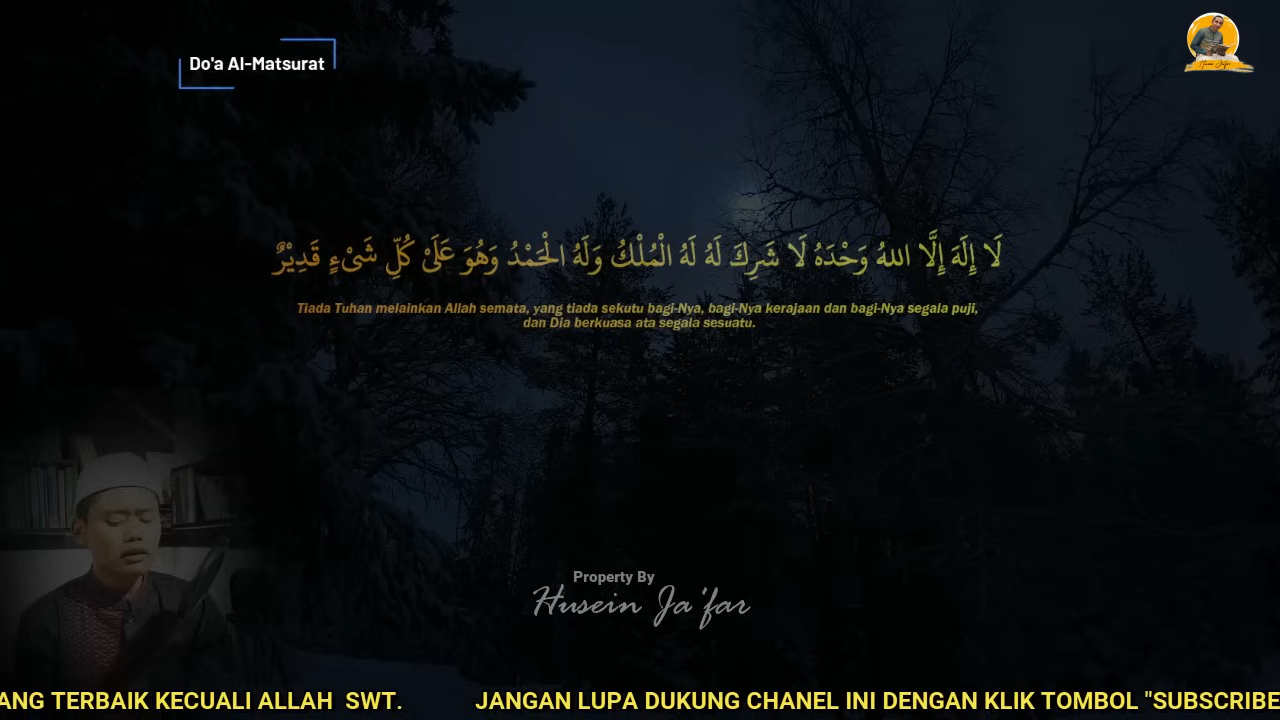 Do'a Al-Matsurat
لَا إِلَهَ إِلَّا اللهُ وَحْدَهُ لَا شَرِكَ لَهُ لَهُ الْمُلْكُ وَلَهُ الْحَمْدُ وَهُوَ عَلَىْ كُلِّ شَىْءٍ قَدِيْرٌ
Tiada Tuhan melainkan Allah semata, yang tiada sekutu bagi-Nya, bagi-Nya kerajaan dan bagi-Nya segala puji,
dan Dia berkuasa ata segala sesuatu.
Property By
Husein Ja'far
ANG TERBAIK KECUALI ALLAH SWT. JANGAN LUPA DUKUNG CHANEL INI DENGAN KLIK TOMBOL "SUBSCRIBE